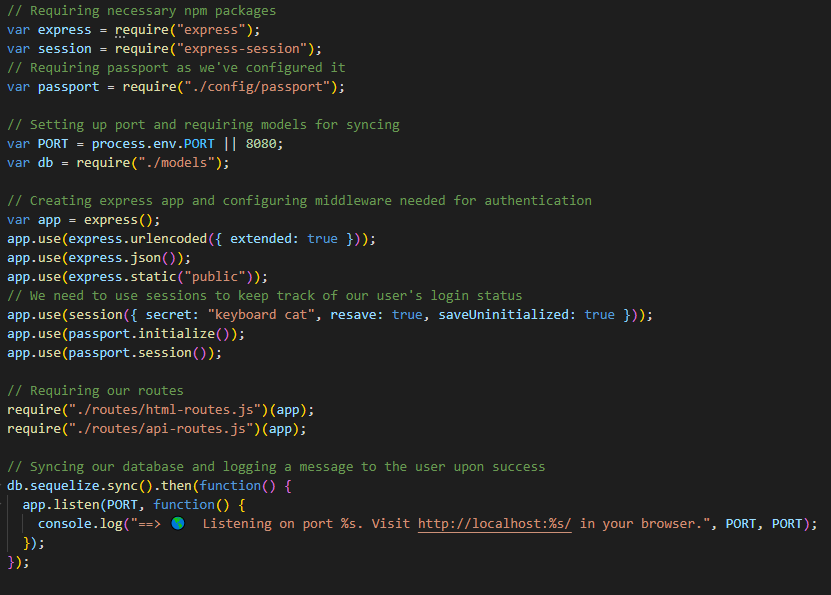 // Requiring necessary npm packages
var express = require("express");
var session = require("express-session");
// Requiring passport as we've configured it
var passport = require("./config/passport");

// Setting up port and requiring models for syncing
var PORT = process.env.PORT || 8080;
var db = require("./models");

// Creating express app and configuring middleware needed for authentication
var app = express();
app.use(express.urlencoded({ extended: true }));
app.use(express.json());
app.use(express.static("public"));
// We need to use sessions to keep track of our user's login status
app.use(session({ secret: "keyboard cat", resave: true, saveUninitialized: true }));
app.use(passport.initialize());
app.use(passport.session());

// Requiring our routes
require("./routes/html-routes.js")(app);
require("./routes/api-routes.js")(app);

// Syncing our database and logging a message to the user upon success
db.sequelize.sync().then(function() {
  app.listen(PORT, function() {
    console.log("==> 🌎  Listening on port %s. Visit http://localhost:%s/ in your browser.", PORT, PORT);
  });
});